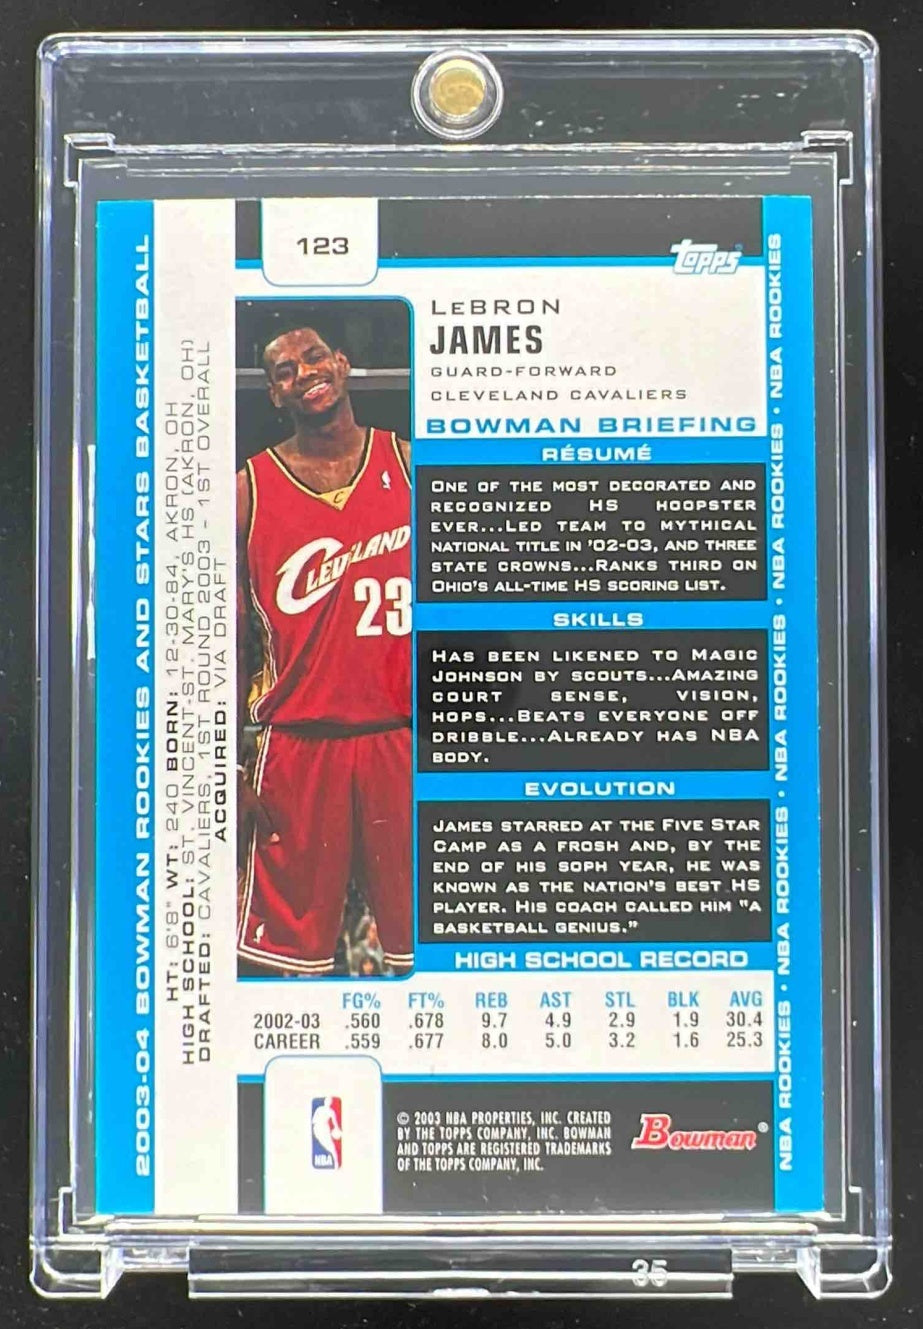 123
topps
LeBRON
JAMES
GUARD-FORWARD
CLEVELAND CAVALIERS
BOWMAN BRIEFING
RÉSUMÉ
ONE OF THE MOST DECORATED AND
RECOGNIZED HS HOOPSTER
EVER...LED TEAM TO MYTHICAL
NATIONAL TITLE IN '02-03, AND THREE
STATE CROWNS...RANKS THIRD ON
OHIO'S ALL-TIME HS SCORING LIST.
SKILLS
HAS BEEN LIKENED TO MAGIC
JOHNSON BY SCOUTS...AMAZING
COURT SENSE, VISION,
HOPS...BEATS EVERYONE OFF
DRIBBLE...ALREADY HAS NBA
BODY.
EVOLUTION
JAMES STARRED AT THE FIVE STAR
CAMP AS A FROSH AND, BY THE
END OF HIS SOPH YEAR, HE WAS
KNOWN AS THE NATION'S BEST HS
PLAYER. HIS COACH CALLED HIM "A
BASKETBALL GENIUS."
HIGH SCHOOL RECORD
FG% FT% REB AST STL BLK AVG
2002-03 .560 .678 9.7 4.9 2.9 1.9 30.4
CAREER .559 .677 8.0 5.0 3.2 1.6 25.3
2003-04 BOWMAN ROOKIES AND STARS BASKETBALL
HT: 6'8" WT: 240 BORN: 12-30-84, AKRON, OH
HIGH SCHOOL: ST. VINCENT-ST. MARY'S HS (AKRON, OH)
DRAFTED: CAVALIERS, 1ST ROUND 2003 - 1ST OVERALL
ACQUIRED: VIA DRAFT
C
CLEVELAND
23
NBA ROOKIES • NBA ROOKIES • NBA ROOKIES • NBA ROOKIES • NBA ROOKIES • NBA ROOKIES
NBA
© 2003 NBA PROPERTIES, INC. CREATED
BY THE TOPPS COMPANY, INC. BOWMAN
AND TOPPS ARE REGISTERED TRADEMARKS
OF THE TOPPS COMPANY, INC.
Bowman®
35